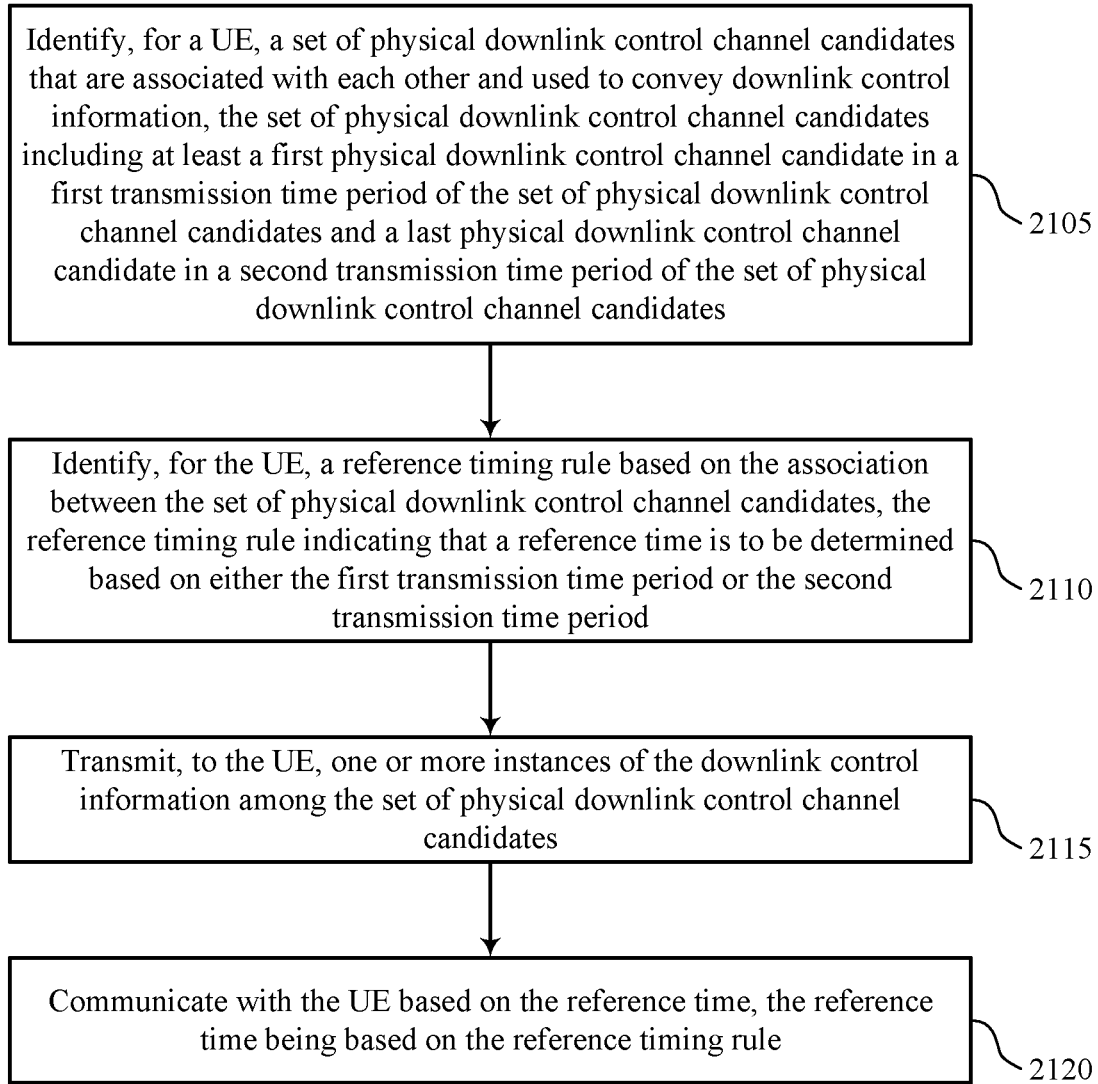 Identify, for a UE, a set of physical downlink control channel candidates
that are associated with each other and used to convey downlink control
information, the set of physical downlink control channel candidates
including at least a first physical downlink control channel candidate in a
first transmission time period of the set of physical downlink control
channel candidates and a last physical downlink control channel
candidate in a second transmission time period of the set of physical
downlink control channel candidates
2105
Identify, for the UE, a reference timing rule based on the association
between the set of physical downlink control channel candidates, the
reference timing rule indicating that a reference time is to be determined
based on either the first transmission time period or the second
transmission time period
2110
Transmit, to the UE, one or more instances of the downlink control
information among the set of physical downlink control channel
candidates
2115
Communicate with the UE based on the reference time, the reference
time being based on the reference timing rule
2120